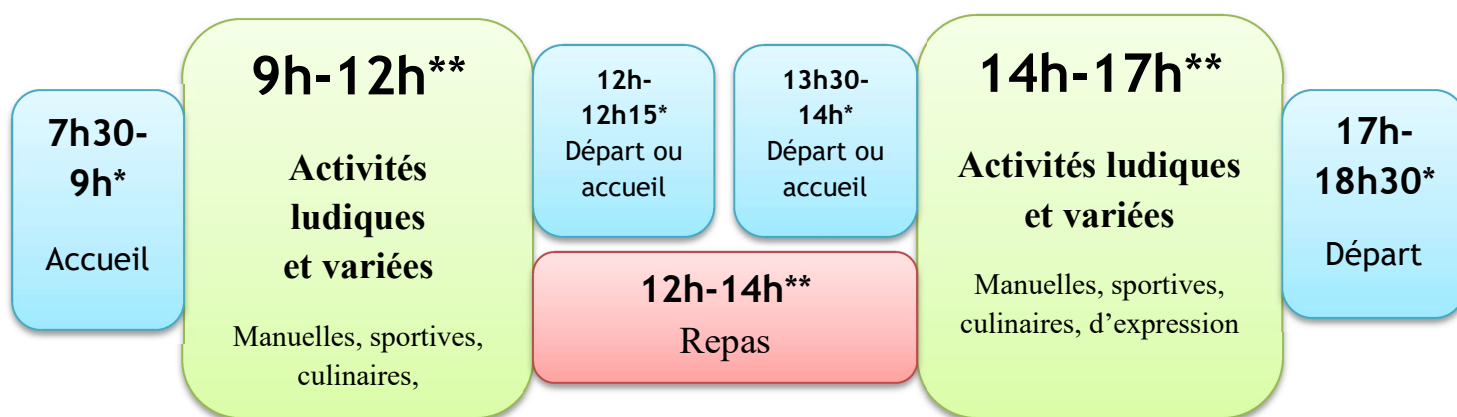 7h30-
9h*
Accueil
9h-12h**
Activités
ludiques
et variées
Manuelles, sportives,
culinaires,
12h-
12h15*
Départ ou
accueil
13h30-
14h*
Départ ou
accueil
12h-14h**
Repas
14h-17h**
Activités ludiques
et variées
Manuelles, sportives,
culinaires, d’expression
17h-
18h30*
Départ